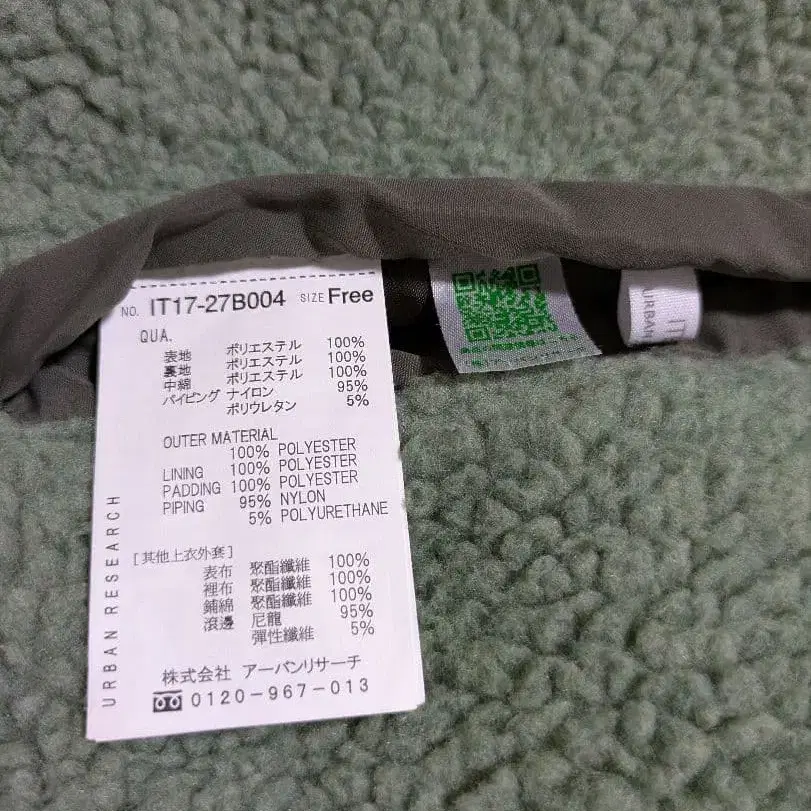 NO. IT17-27B004 SIZE Free
QUA.
表地 ポリエステル 100%
裏地 ポリエステル 100%
中綿 ポリエステル 100%
パイピング ナイロン 95%
ポリウレタン 5%
OUTER MATERIAL
100% POLYESTER
LINING 100% POLYESTER
PADDING 100% POLYESTER
PIPING 95% NYLON
5% POLYURETHANE
[其他上衣外套]
表布 聚酯纖維 100%
裡布 聚酯纖維 100%
鋪綿 聚酯纖維 100%
滾邊 尼龍 95%
彈性纖維 5%
株式会社 アーバンリサーチ
0120-967-013
URBAN RESEARCH
URBAN